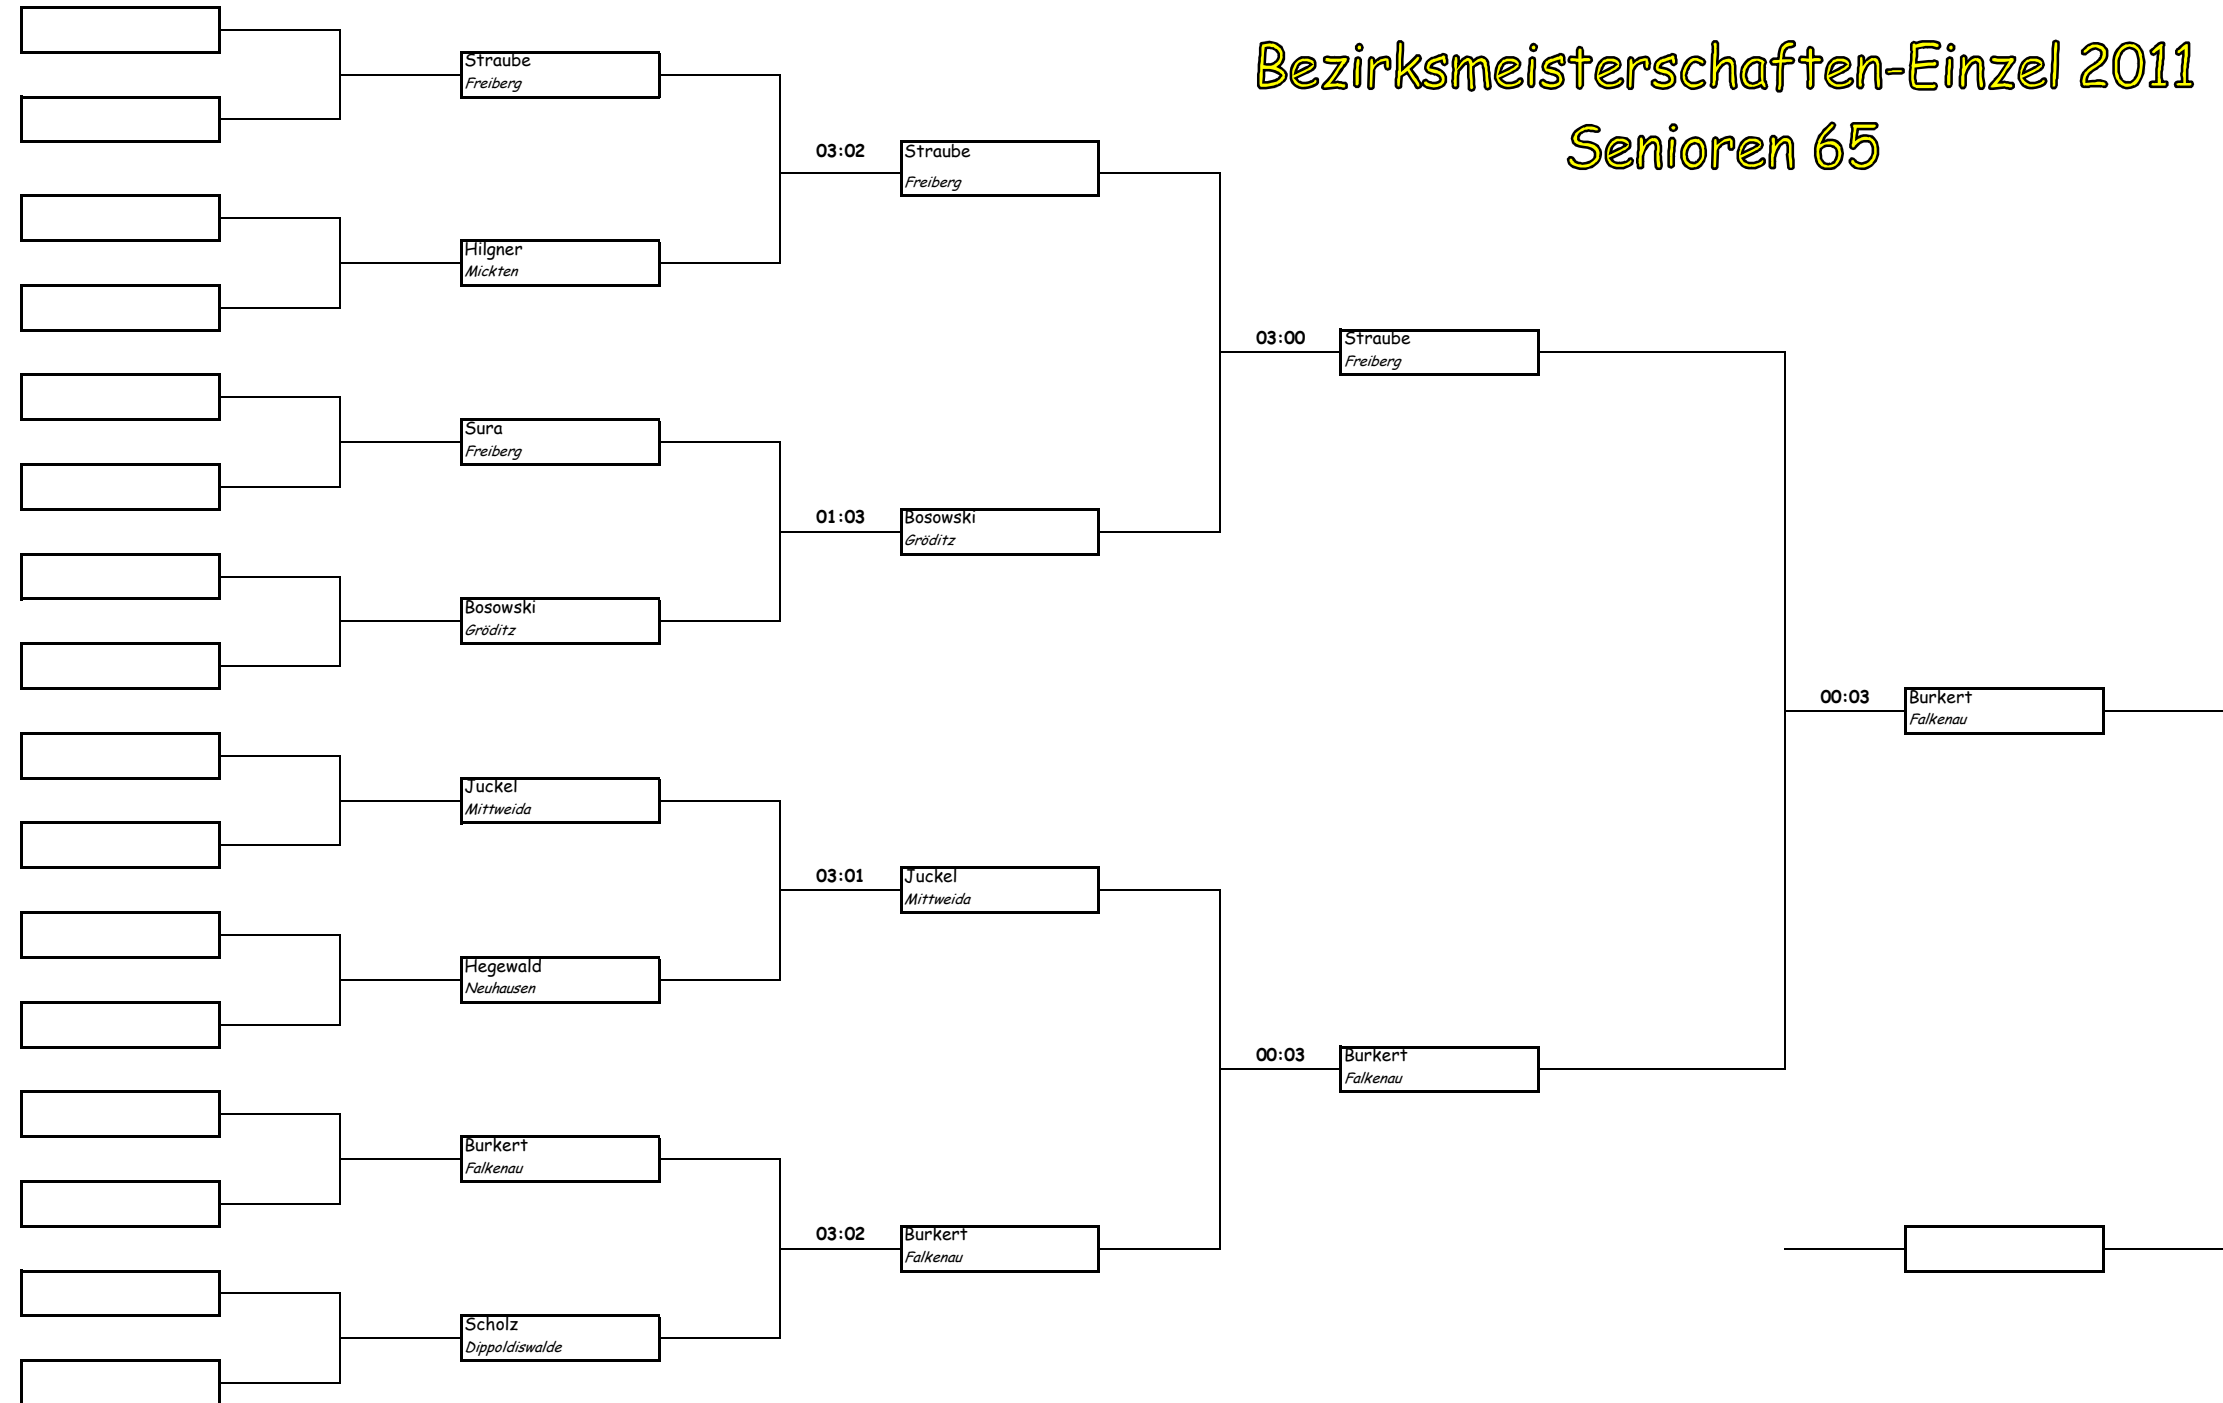 Bezirksmeisterschaften-Einzel 2011
Senioren 65
Straube
Freiberg
Hilgner
Mickten
Sura
Freiberg
Bosowski
Gröditz
Juckel
Mittweida
Hegewald
Neuhausen
Burkert
Falkenau
Scholz
Dippoldiswalde
03:02
Straube
Freiberg
01:03
Bosowski
Gröditz
03:01
Juckel
Mittweida
03:02
Burkert
Falkenau
03:00
Straube
Freiberg
00:03
Burkert
Falkenau
00:03
Burkert
Falkenau